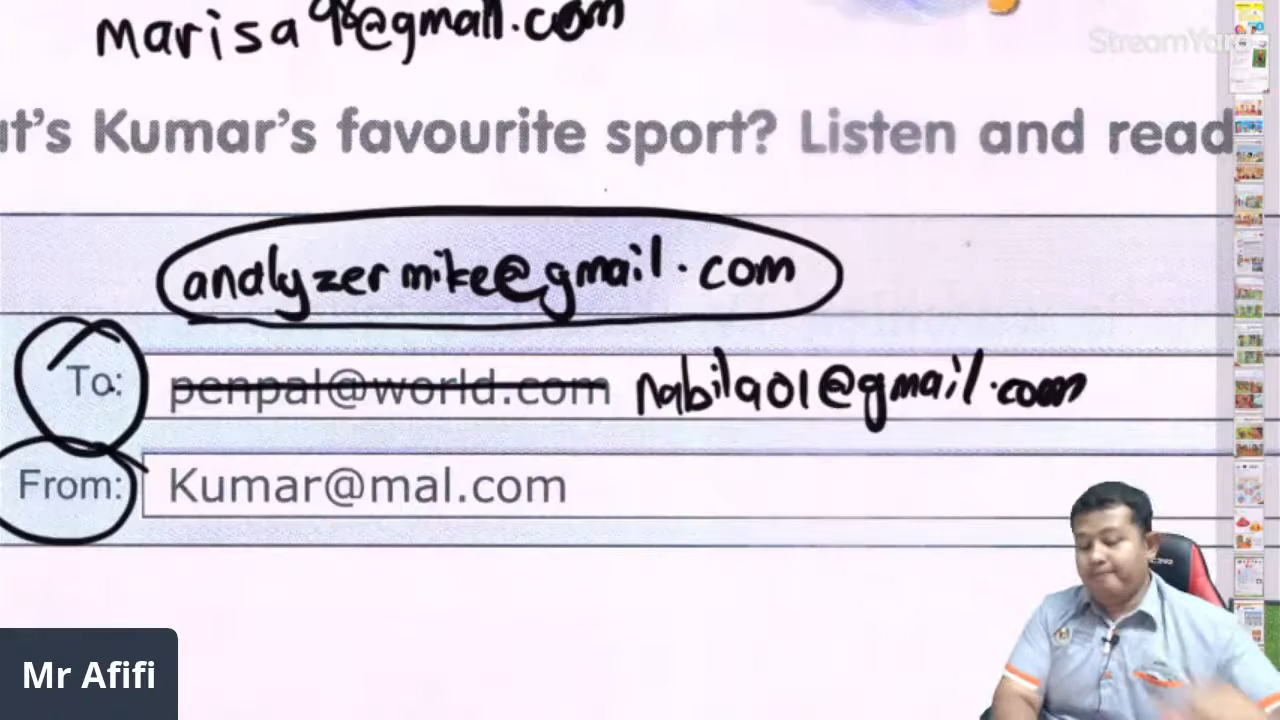 marisa98@gmail.com
StreamYard
at's Kumar's favourite sport? Listen and read
analyzermike@gmail.com
To: penpal@world.com nabila01@gmail.com
From: Kumar@mal.com
Mr Afifi